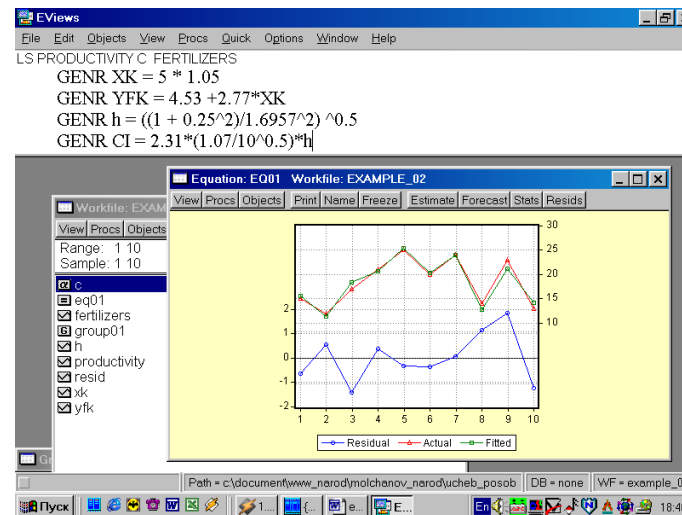 EViews
File Edit Objects View Procs Quick Options Window Help
LS PRODUCTIVITY C FERTILIZERS
GENR XK = 5 * 1.05
GENR YFK = 4.53 +2.77*XK
GENR h = ((1 + 0.25^2)/1.6957^2) ^0.5
GENR CI = 2.31*(1.07/10^0.5)*h
Equation: EQ01 Workfile: EXAMPLE_02
View Procs Objects Print Name Freeze Estimate Forecast Stats Resids
Workfile: EXAM
View Procs Objects
Range: 1 10
Sample: 1 10
c
eq01
fertilizers
group01
h
productivity
resid
xk
yfk
30
25
20
15
10
2
1
0
-1
-2
1 2 3 4 5 6 7 8 9 10
Residual Actual Fitted
Gr
Path = c:\document\www_narod\molchanov_narod\ucheb_posob DB = none WF = example_0
Пуск 1.... {... e... E... En 18:4